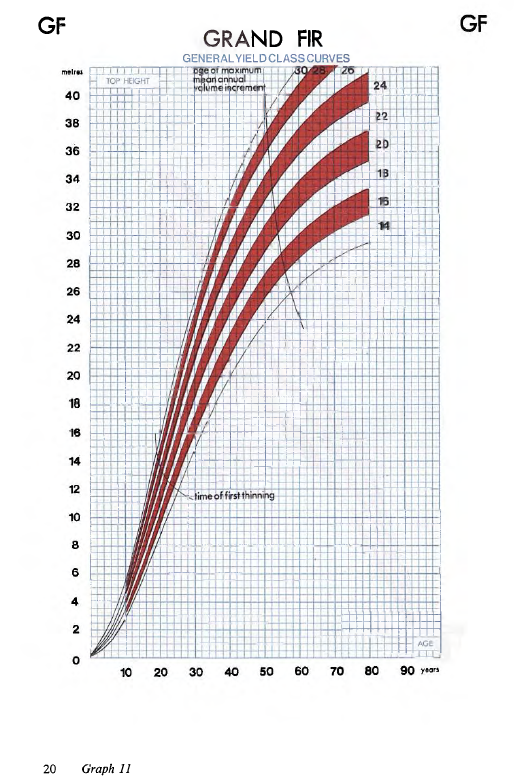 GF
GRAND FIR
GF
GENERAL YIELD CLASS CURVES
metres
TOP HEIGHT
age of maximum
mean annual
volume increment
30 28 26
24
22
20
18
16
14
40
38
36
34
32
30
28
26
24
22
20
18
16
14
12
10
8
6
4
2
0
time of first thinning
AGE
10 20 30 40 50 60 70 80 90 years
20 Graph 11